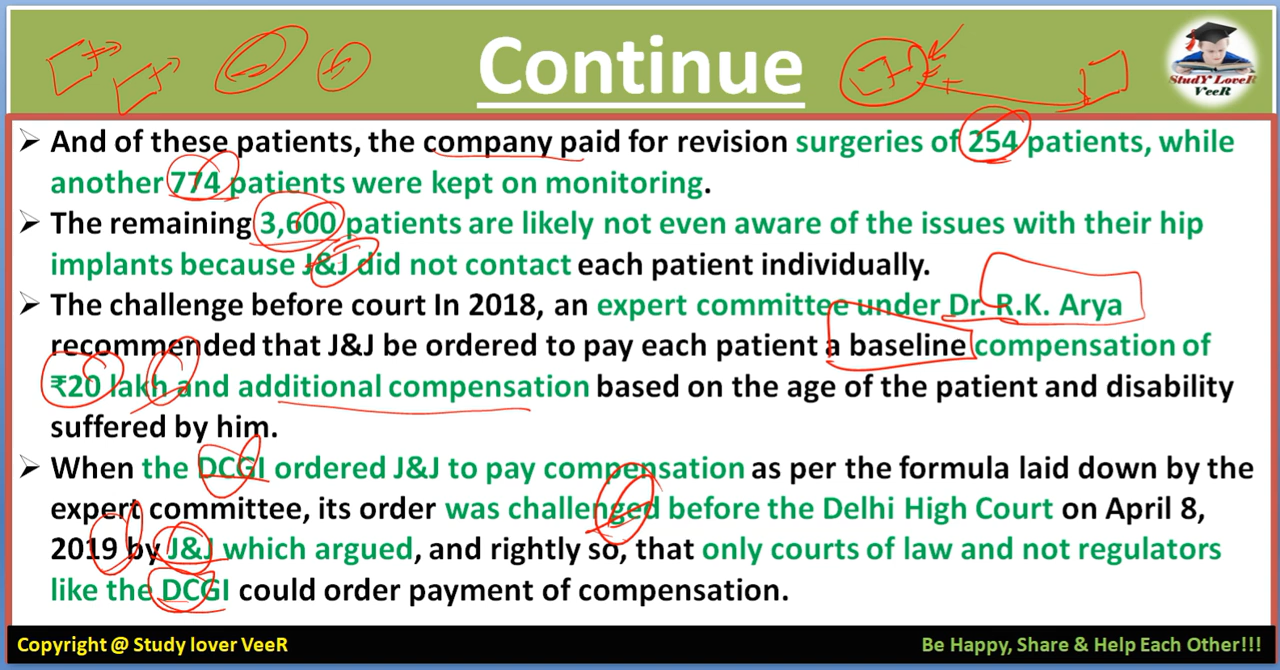 Continue
StudY LoveR
VeeR
➢ And of these patients, the company paid for revision surgeries of 254 patients, while
another 774 patients were kept on monitoring.
➢ The remaining 3,600 patients are likely not even aware of the issues with their hip
implants because J&J did not contact each patient individually.
➢ The challenge before court In 2018, an expert committee under Dr. R.K. Arya
recommended that J&J be ordered to pay each patient a baseline compensation of
₹20 lakh and additional compensation based on the age of the patient and disability
suffered by him.
➢ When the DCGI ordered J&J to pay compensation as per the formula laid down by the
expert committee, its order was challenged before the Delhi High Court on April 8,
2019 by J&J which argued, and rightly so, that only courts of law and not regulators
like the DCGI could order payment of compensation.
Copyright @ Study lover VeeR
Be Happy, Share & Help Each Other!!!